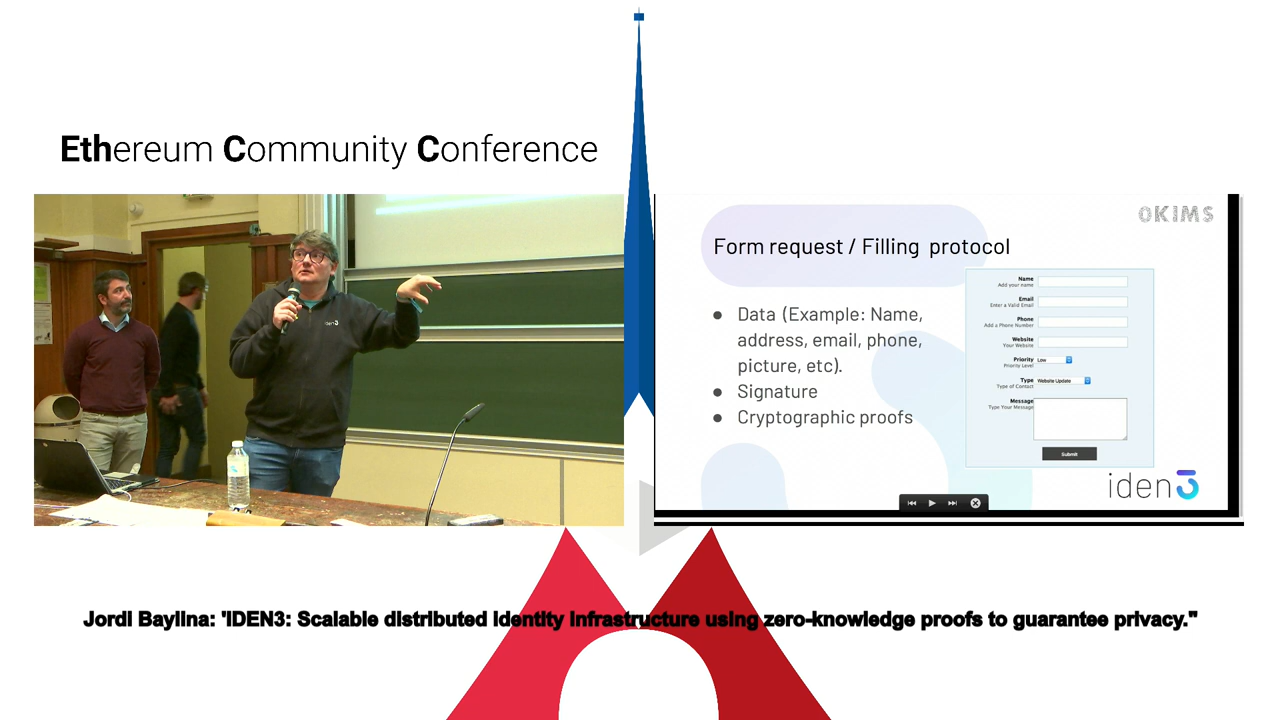 Ethereum Community Conference
iden3
OKIMS
Form request / Filling protocol
● Data (Example: Name,
address, email, phone,
picture, etc).
● Signature
● Cryptographic proofs
Name
Add your name
Email
Enter a Valid Email
Phone
Add a Phone Number
Website
Your Website
Priority
Priority Level
Low
Type
Type of Contact
Website Update
Message
Type Your Message
Submit
iden3
Jordi Baylina: "IDEN3: Scalable distributed identity infrastructure using zero-knowledge proofs to guarantee privacy."